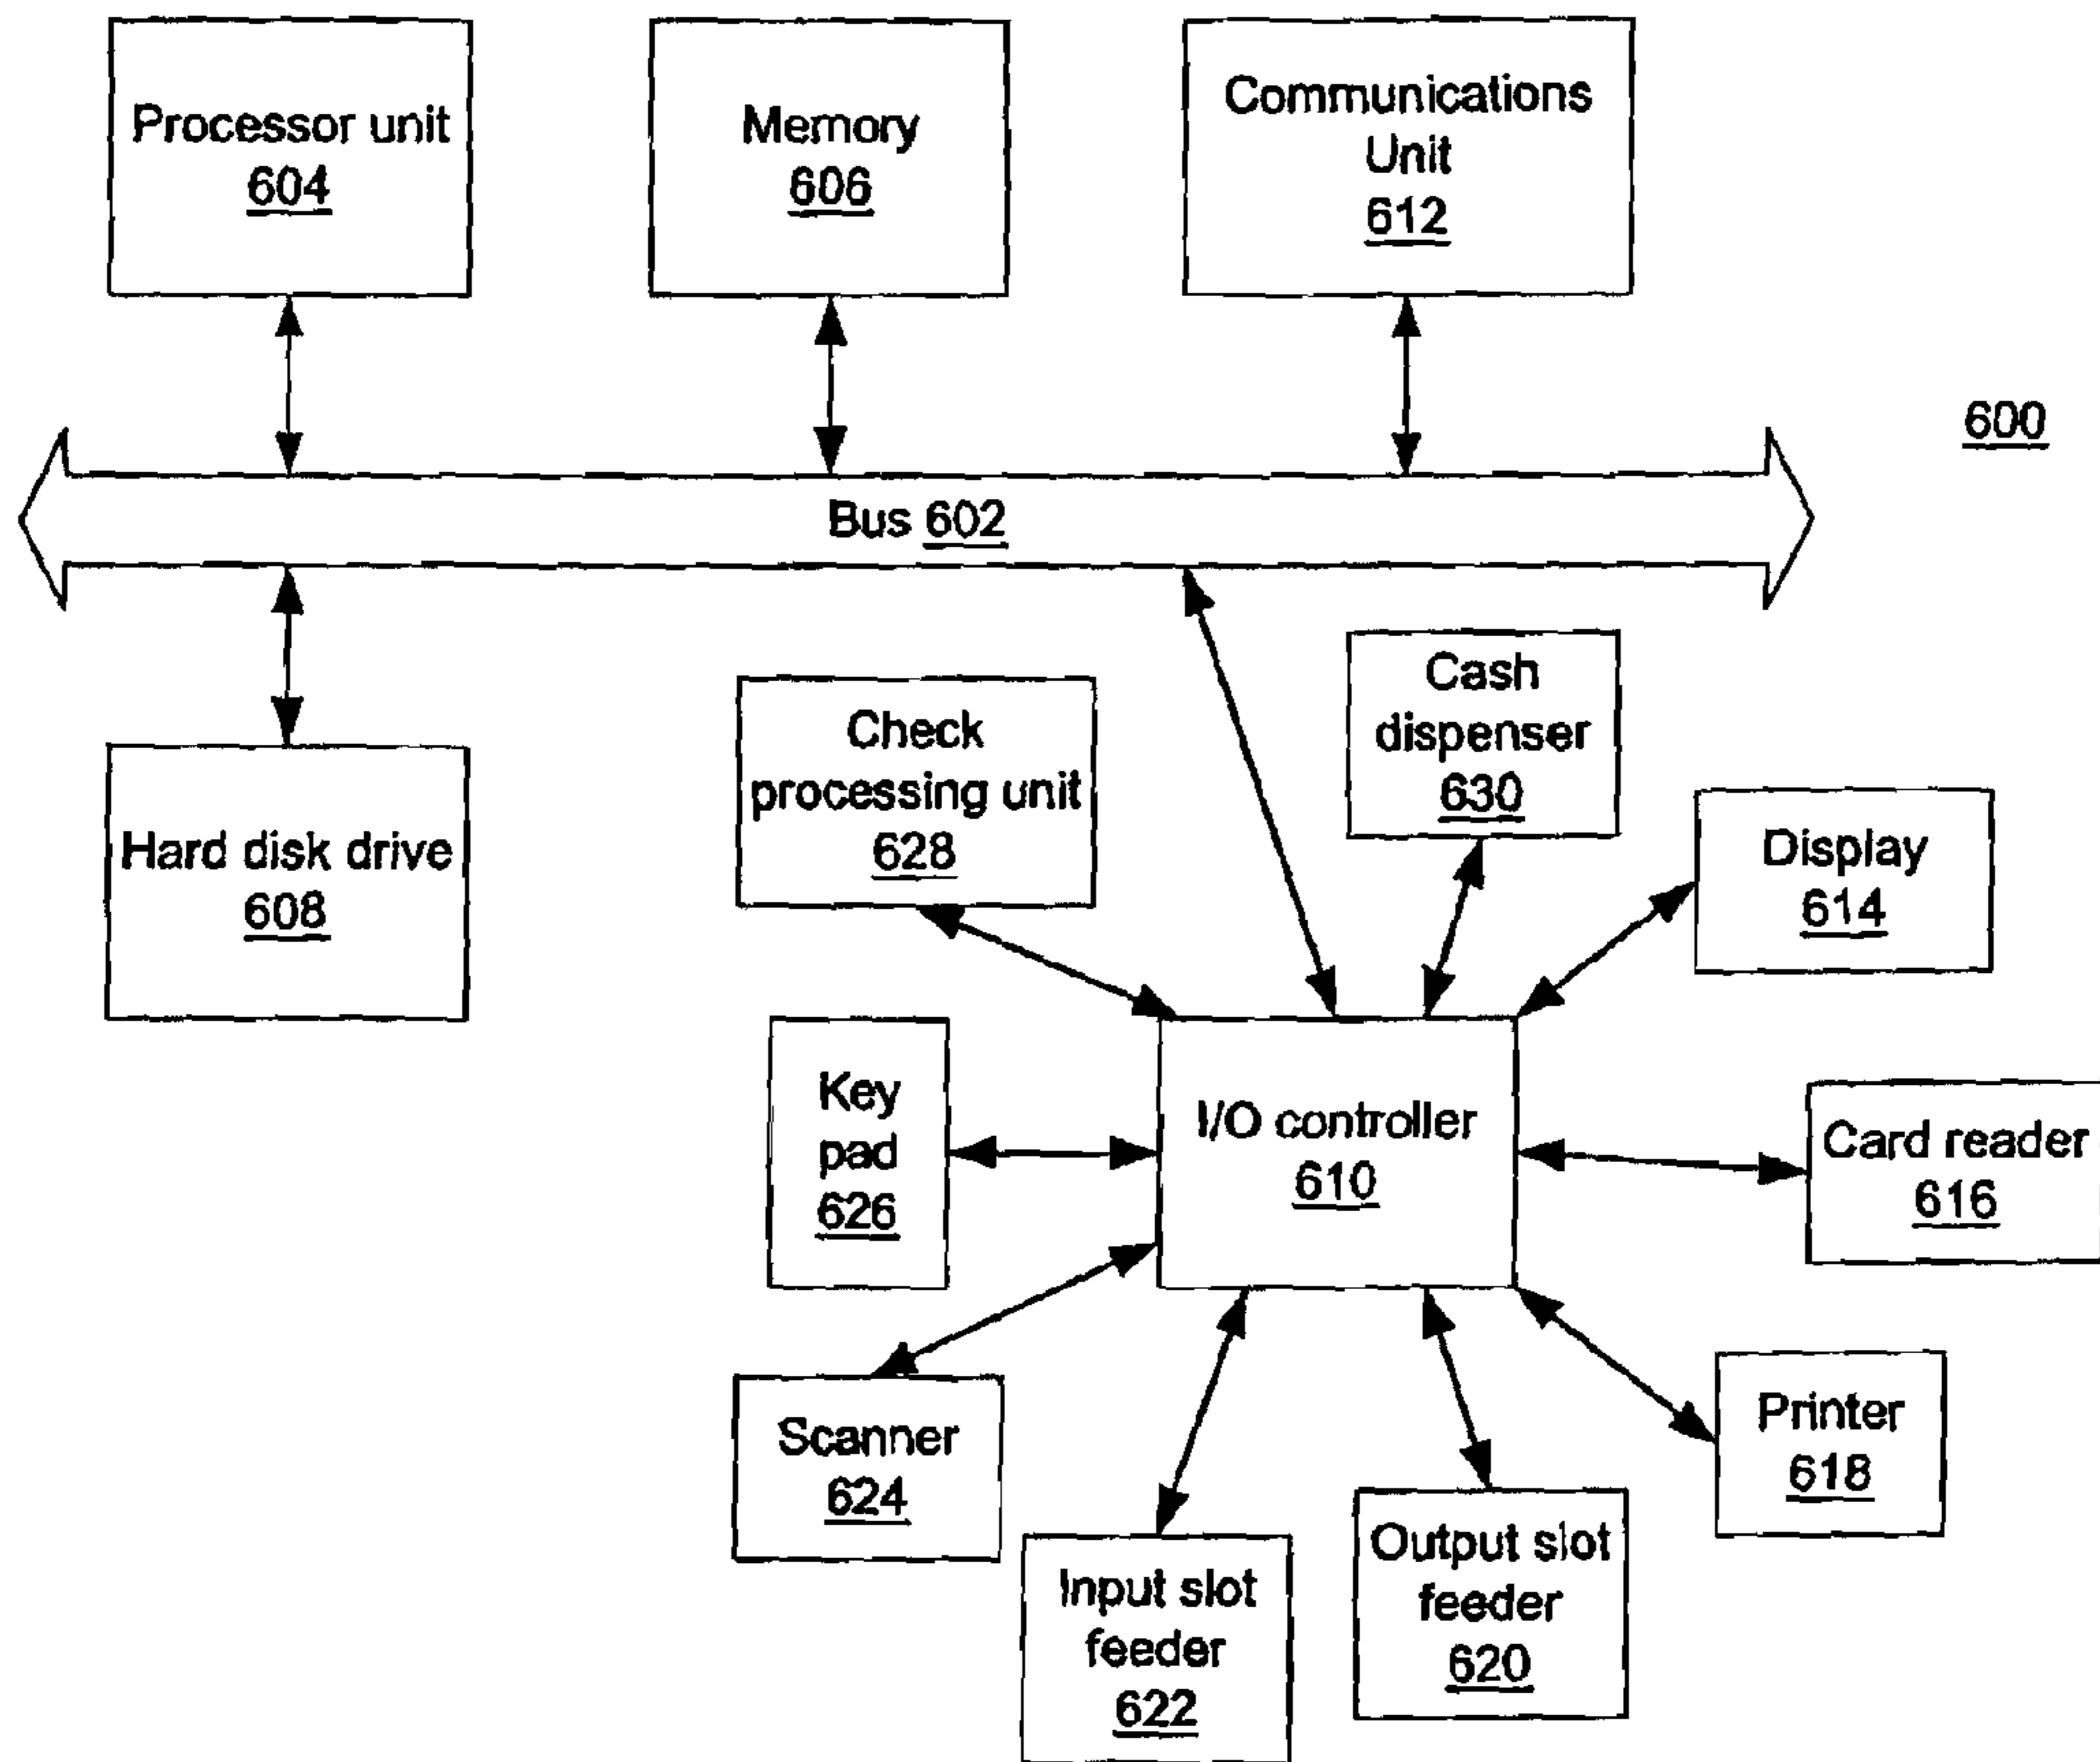 Processor unit
604
Memory
606
Communications
Unit
612
600
Bus 602
Hard disk drive
608
Check
processing unit
628
Cash
dispenser
630
Display
614
Key
pad
626
I/O controller
610
Card reader
616
Scanner
624
Input slot
feeder
622
Output slot
feeder
620
Printer
618